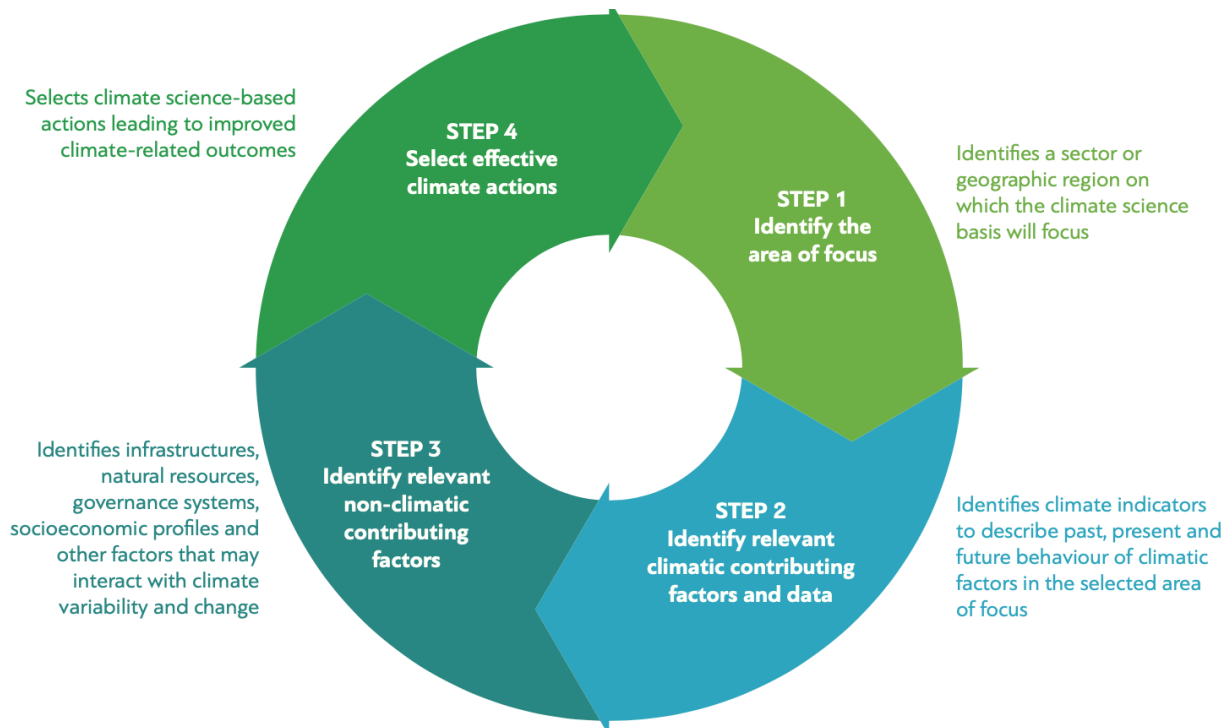 STEP 1
Identify the
area of focus
Identifies a sector or
geographic region on
which the climate science
basis will focus
STEP 2
Identify relevant
climatic contributing
factors and data
Identifies climate indicators
to describe past, present and
future behaviour of climatic
factors in the selected area
of focus
STEP 3
Identify relevant
non-climatic
contributing
factors
Identifies infrastructures,
natural resources,
governance systems,
socioeconomic profiles and
other factors that may
interact with climate
variability and change
STEP 4
Select effective
climate actions
Selects climate science-based
actions leading to improved
climate-related outcomes